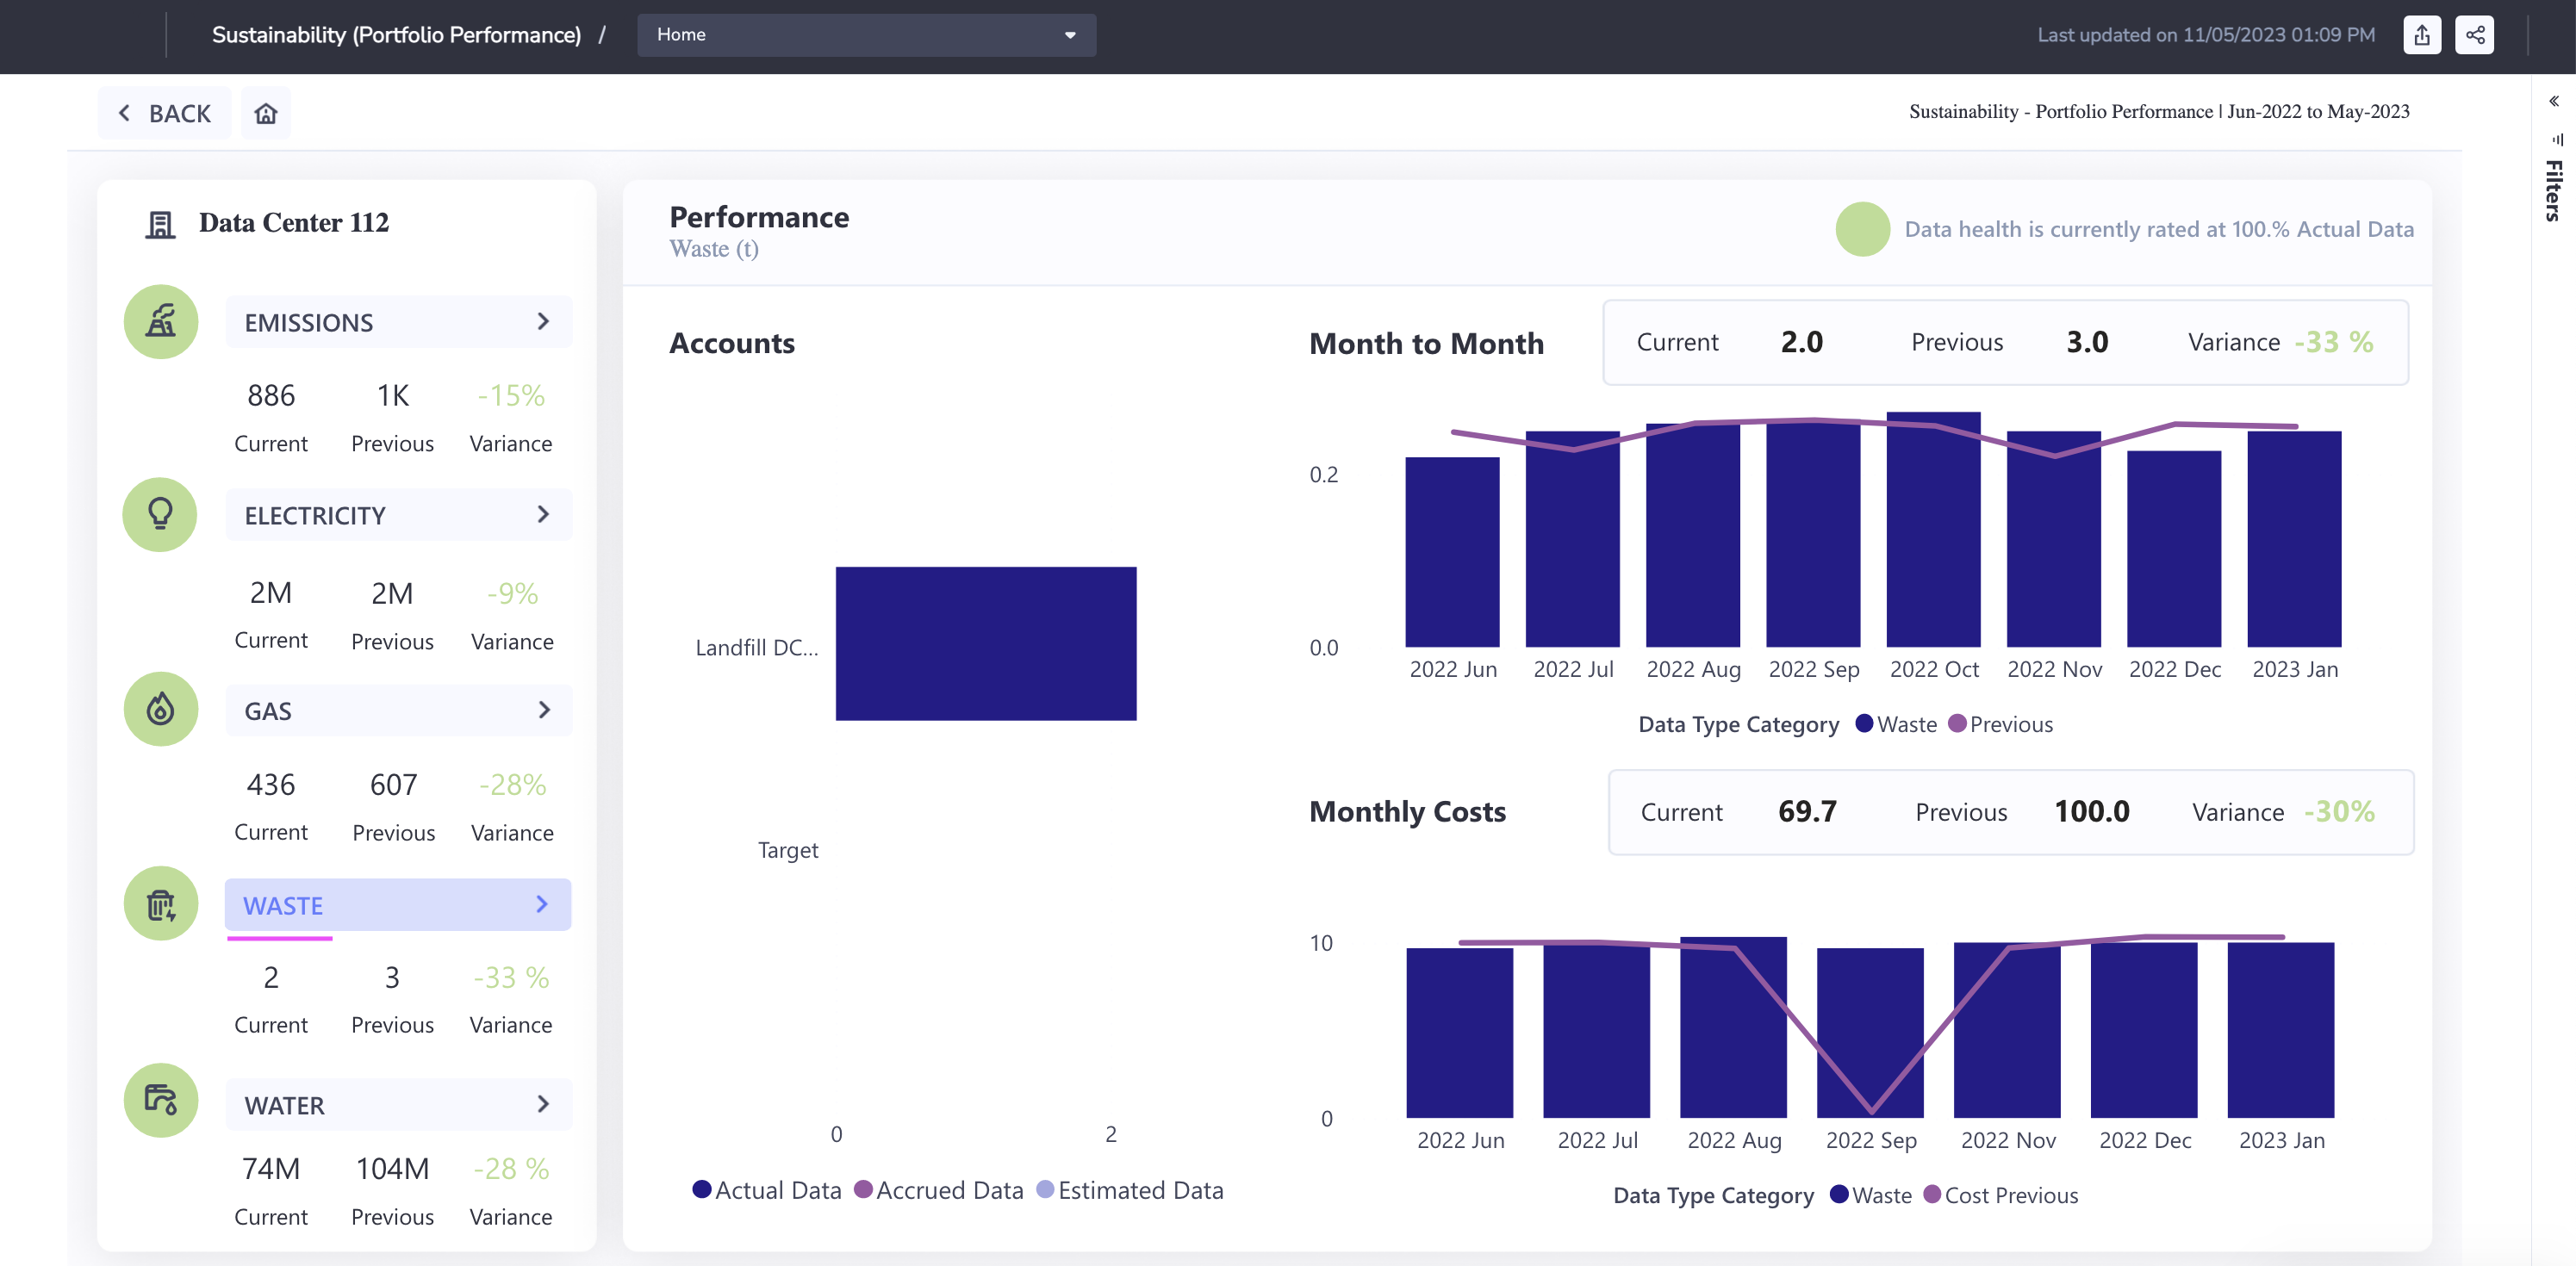 Sustainability (Portfolio Performance) / Home Last updated on 11/05/2023 01:09 PM
BACK Sustainability - Portfolio Performance | Jun-2022 to May-2023
Filters
Data Center 112
EMISSIONS
886 1K -15%
Current Previous Variance
ELECTRICITY
2M 2M -9%
Current Previous Variance
GAS
436 607 -28%
Current Previous Variance
WASTE
2 3 -33 %
Current Previous Variance
WATER
74M 104M -28 %
Current Previous Variance
Performance
Waste (t)
Data health is currently rated at 100.% Actual Data
Accounts
Landfill DC...
Target
0 2
Actual Data Accrued Data Estimated Data
Month to Month
Current 2.0 Previous 3.0 Variance -33 %
0.2
0.0
2022 Jun 2022 Jul 2022 Aug 2022 Sep 2022 Oct 2022 Nov 2022 Dec 2023 Jan
Data Type Category Waste Previous
Monthly Costs
Current 69.7 Previous 100.0 Variance -30%
10
0
2022 Jun 2022 Jul 2022 Aug 2022 Sep 2022 Nov 2022 Dec 2023 Jan
Data Type Category Waste Cost Previous